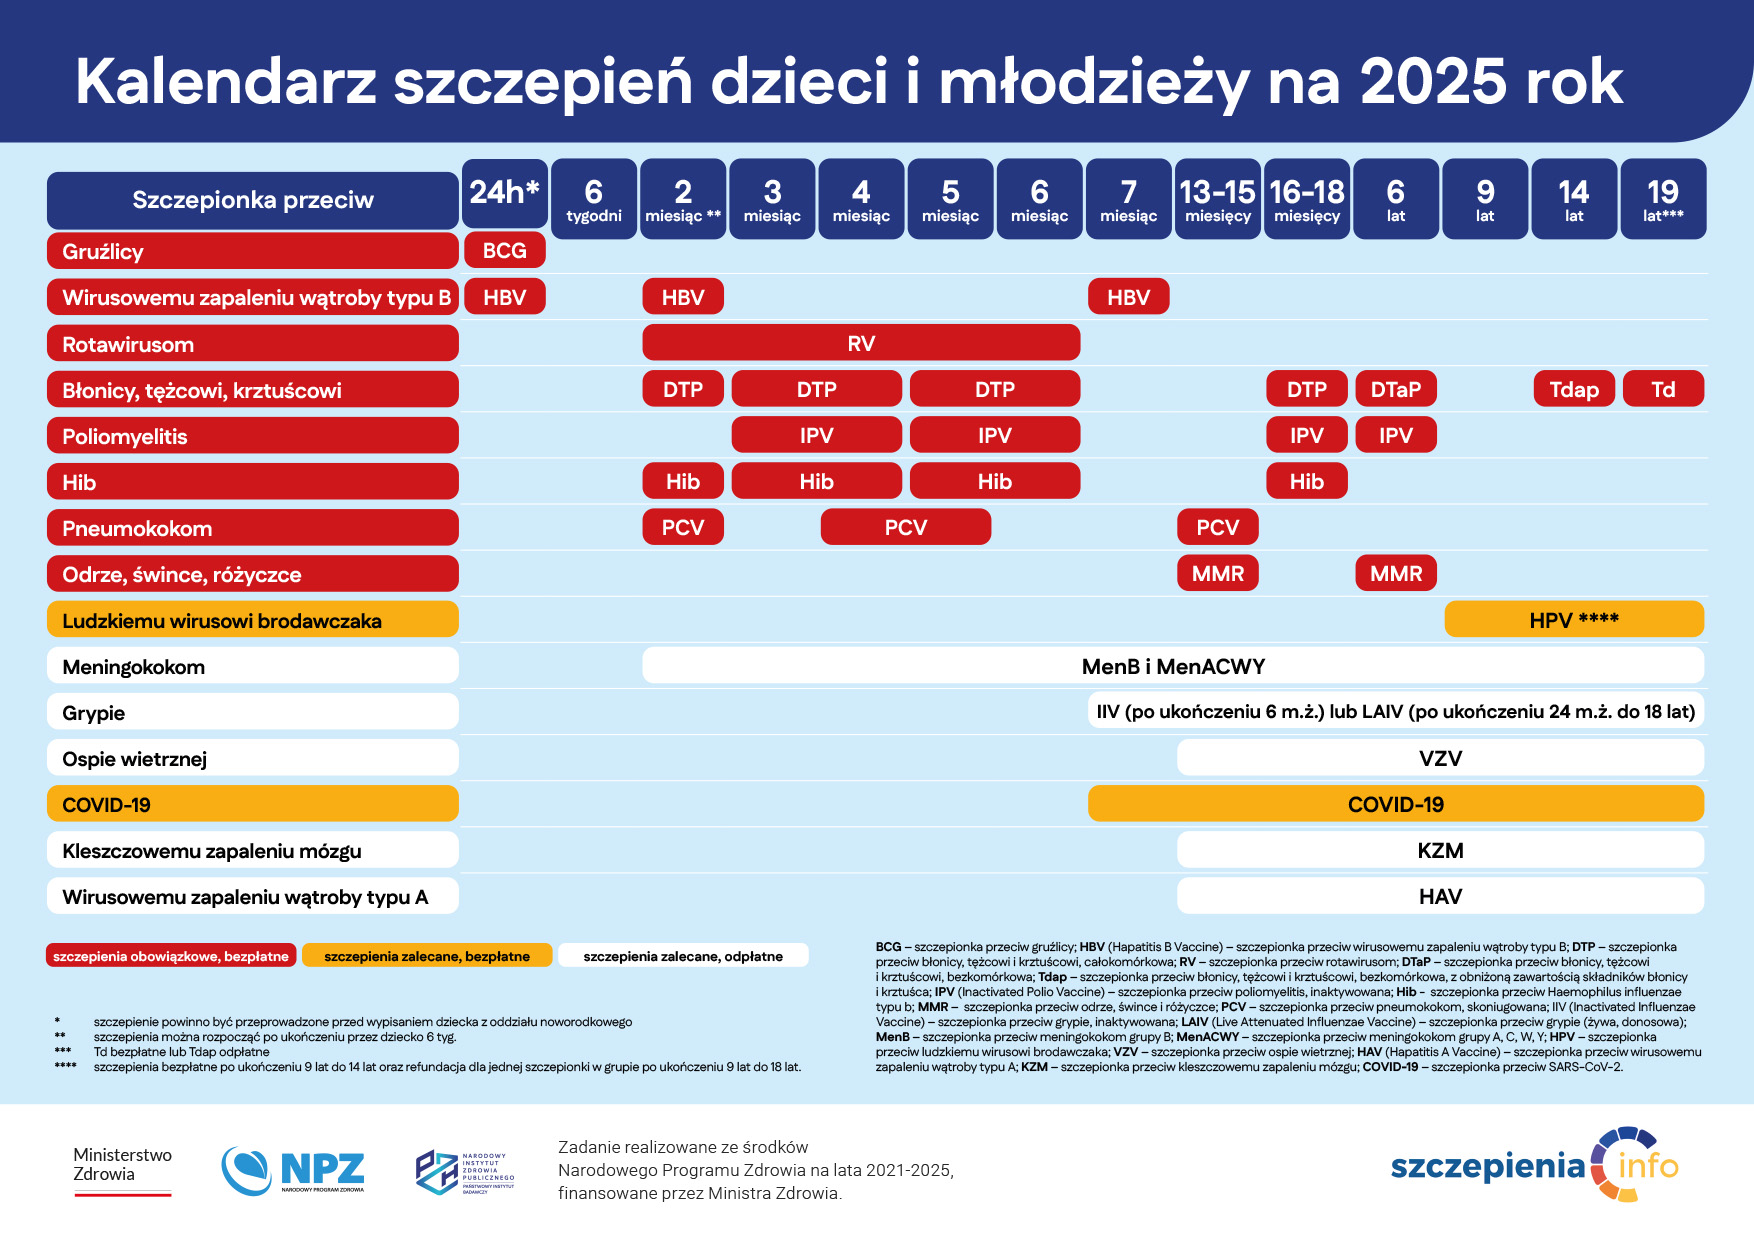 Kalendarz szczepień dzieci i młodzieży na 2025 rok
Szczepionka przeciw
24h*
6 tygodni
2 miesiąc **
3 miesiąc
4 miesiąc
5 miesiąc
6 miesiąc
7 miesiąc
13-15 miesięcy
16-18 miesięcy
6 lat
9 lat
14 lat
19 lat***
Gruźlicy BCG
Wirusowemu zapaleniu wątroby typu B HBV HBV HBV
Rotawirusom RV
Błonicy, tężcowi, krztuścowi DTP DTP DTP DTP DTaP Tdap Td
Poliomyelitis IPV IPV IPV IPV
Hib Hib Hib Hib Hib
Pneumokokom PCV PCV PCV
Odrze, śwince, różyczce MMR MMR
Ludzkiemu wirusowi brodawczaka HPV ****
Meningokokom MenB i MenACWY
Grypie IIV (po ukończeniu 6 m.ż.) lub LAIV (po ukończeniu 24 m.ż. do 18 lat)
Ospie wietrznej VZV
COVID-19 COVID-19
Kleszczowemu zapaleniu mózgu KZM
Wirusowemu zapaleniu wątroby typu A HAV
szczepienia obowiązkowe, bezpłatne
szczepienia zalecane, bezpłatne
szczepienia zalecane, odpłatne
* szczepienie powinno być przeprowadzone przed wypisaniem dziecka z oddziału noworodkowego
** szczepienia można rozpocząć po ukończeniu przez dziecko 6 tyg.
*** Td bezpłatne lub Tdap odpłatne
**** szczepienia bezpłatne po ukończeniu 9 lat do 14 lat oraz refundacja dla jednej szczepionki w grupie po ukończeniu 9 lat do 18 lat.
BCG – szczepionka przeciw gruźlicy; HBV (Hapatitis B Vaccine) – szczepionka przeciw wirusowemu zapaleniu wątroby typu B; DTP – szczepionka
przeciw błonicy, tężcowi i krztuścowi, całokomórkowa; RV – szczepionka przeciw rotawirusom; DTaP – szczepionka przeciw błonicy, tężcowi
i krztuścowi, bezkomórkowa; Tdap – szczepionka przeciw błonicy, tężcowi i krztuścowi, bezkomórkowa, z obniżoną zawartością składników błonicy
i krztuśca; IPV (Inactivated Polio Vaccine) – szczepionka przeciw poliomyelitis, inaktywowana; Hib - szczepionka przeciw Haemophilus influenzae
typu b; MMR – szczepionka przeciw odrze, śwince i różyczce; PCV – szczepionka przeciw pneumokokom, skoniugowana; IIV (Inactivated Influenzae
Vaccine) – szczepionka przeciw grypie, inaktywowana; LAIV (Live Attenuated Influenzae Vaccine) – szczepionka przeciw grypie (żywa, donosowa);
MenB – szczepionka przeciw meningokokom grupy B; MenACWY – szczepionka przeciw meningokokom grupy A, C, W, Y; HPV – szczepionka
przeciw ludzkiemu wirusowi brodawczaka; VZV – szczepionka przeciw ospie wietrznej; HAV (Hapatitis A Vaccine) – szczepionka przeciw wirusowemu
zapaleniu wątroby typu A; KZM – szczepionka przeciw kleszczowemu zapaleniu mózgu; COVID-19 – szczepionka przeciw SARS-CoV-2.
Ministerstwo
Zdrowia
NPZ
NARODOWY PROGRAM ZDROWIA
PZH
NARODOWY
INSTYTUT
ZDROWIA
PUBLICZNEGO
PAŃSTWOWY INSTYTUT
BADAWCZY
Zadanie realizowane ze środków
Narodowego Programu Zdrowia na lata 2021-2025,
finansowane przez Ministra Zdrowia.
szczepienia info